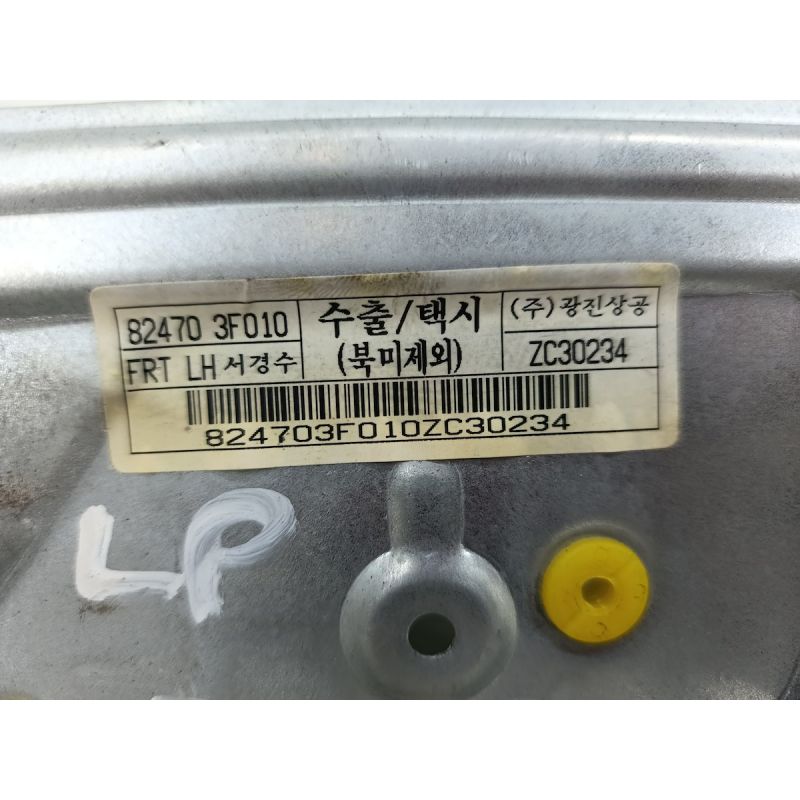 82470 3F010
수출/택시
(주)광진상공
FRT LH 서경수
(북미제외)
ZC30234
824703F010ZC30234
LP